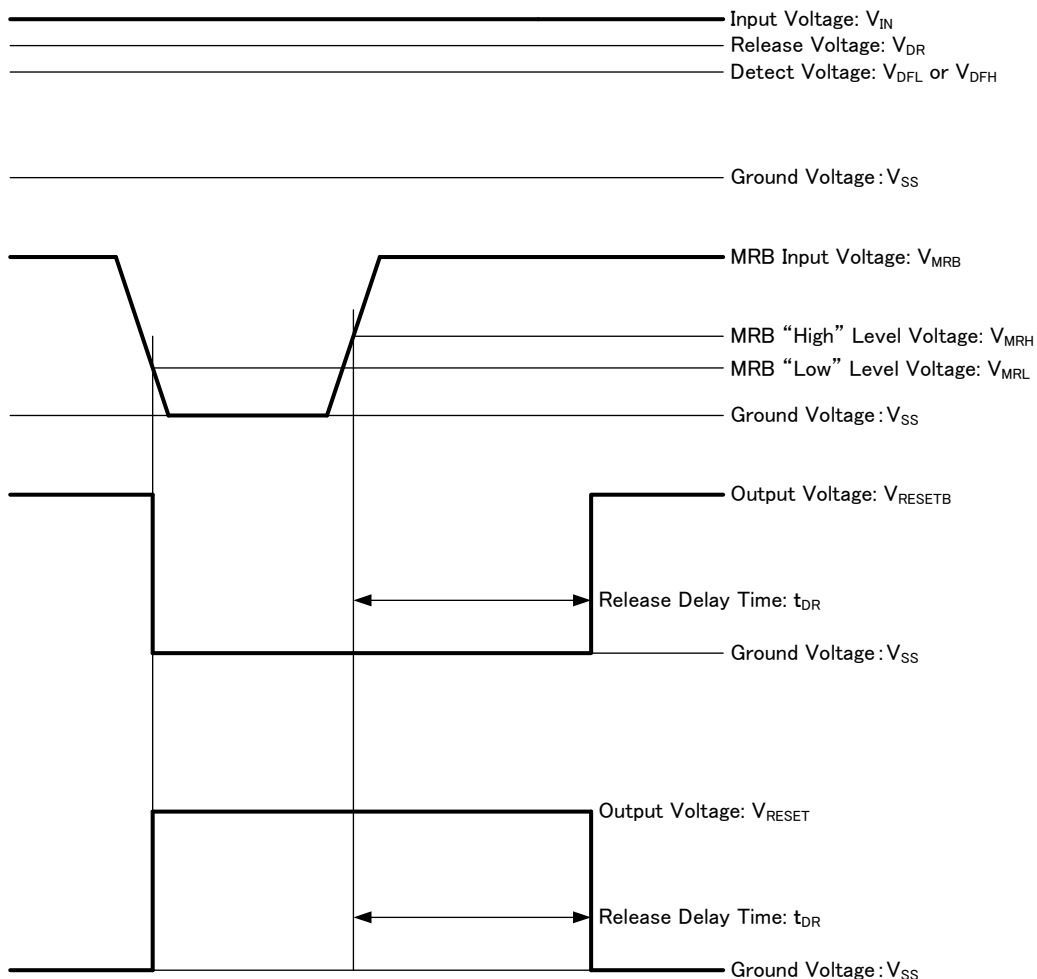 Input Voltage: VIN
Release Voltage: VDR
Detect Voltage: VDFL or VDFH
Ground Voltage:VSS
MRB Input Voltage: VMRB
MRB “High” Level Voltage: VMRH
MRB “Low” Level Voltage: VMRL
Ground Voltage:VSS
Output Voltage: VRESETB
Release Delay Time: tDR
Ground Voltage:VSS
Output Voltage: VRESET
Release Delay Time: tDR
Ground Voltage:VSS